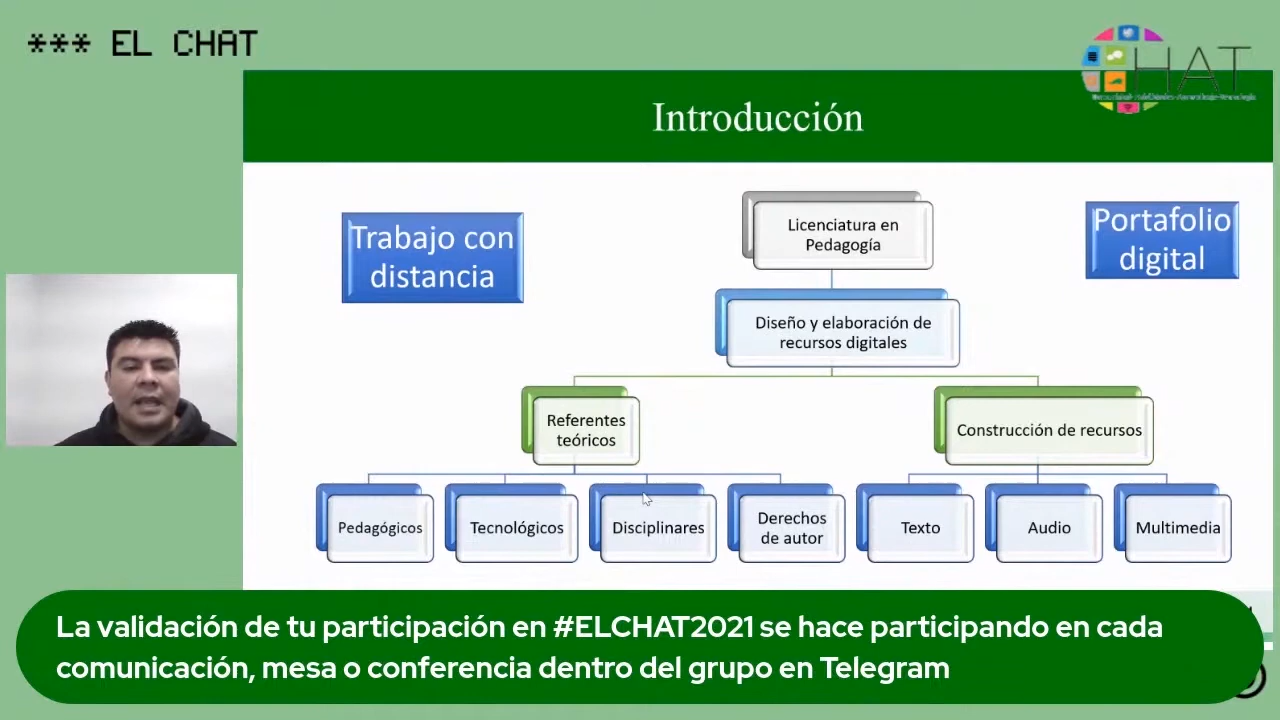 *** EL CHAT
HAT
Introducción
Trabajo con
distancia
Licenciatura en
Pedagogía
Portafolio
digital
Diseño y elaboración de
recursos digitales
Referentes
teóricos
Construcción de recursos
Pedagógicos
Tecnológicos
Disciplinares
Derechos
de autor
Texto
Audio
Multimedia
La validación de tu participación en #ELCHAT2021 se hace participando en cada
comunicación, mesa o conferencia dentro del grupo en Telegram